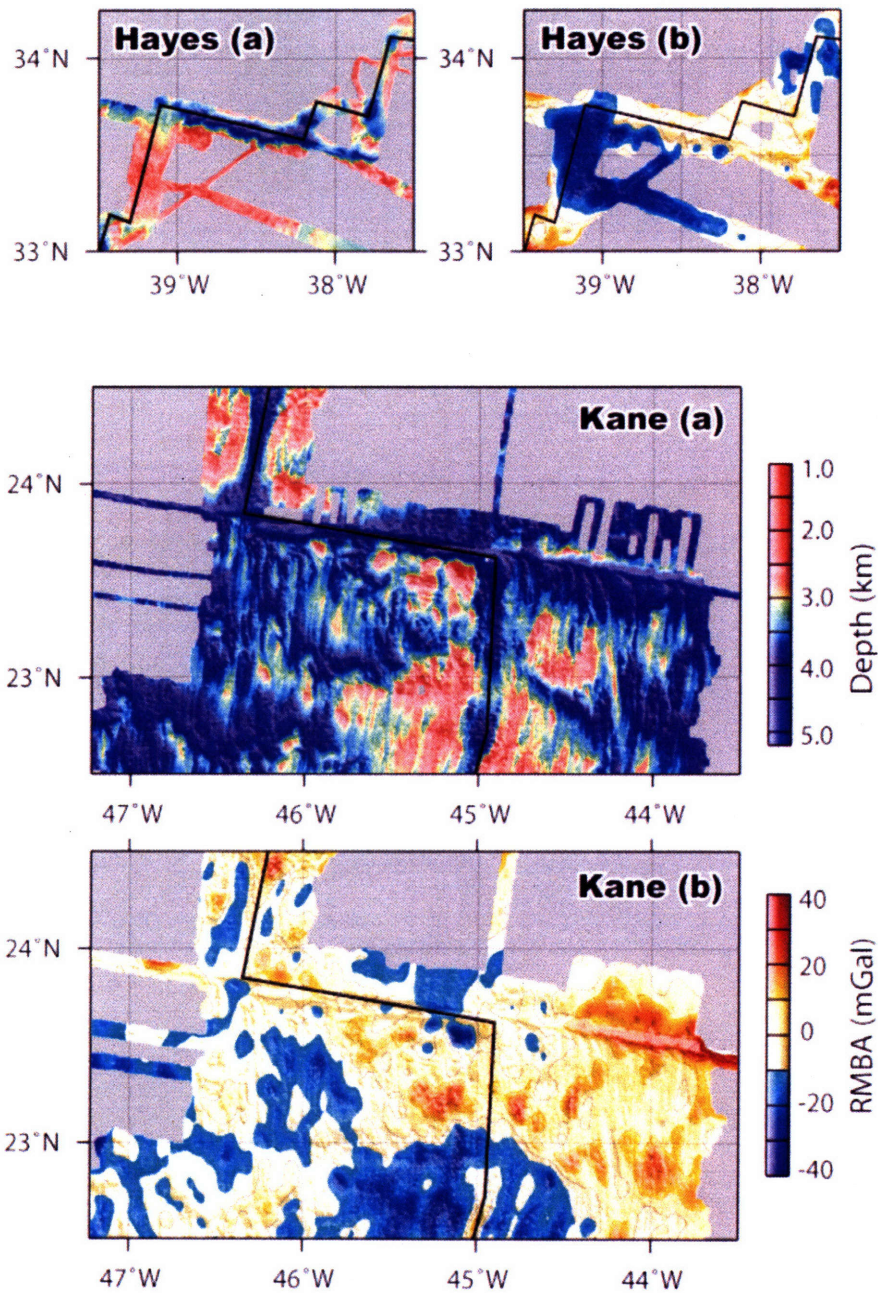 Hayes (a)
Hayes (b)
34°N
33°N
39°W
38°W
34°N
33°N
39°W
38°W
Kane (a)
24°N
23°N
47°W
46°W
45°W
44°W
1.0
2.0
3.0
4.0
5.0
Depth (km)
Kane (b)
24°N
23°N
47°W
46°W
45°W
44°W
40
20
0
-20
-40
RMBA (mGal)